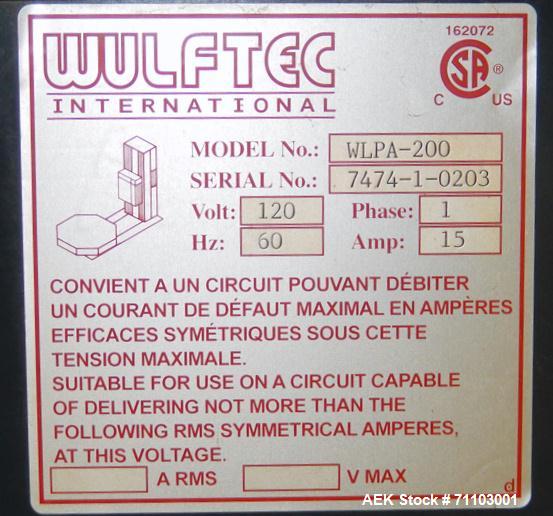 162072
WULFTEC
INTERNATIONAL
CSA ®
C US
MODEL No.: WLPA-200
SERIAL No.: 7474-1-0203
Volt: 120 Phase: 1
Hz: 60 Amp: 15
CONVIENT A UN CIRCUIT POUVANT DÉBITER
UN COURANT DE DÉFAUT MAXIMAL EN AMPÈRES
EFFICACES SYMÉTRIQUES SOUS CETTE
TENSION MAXIMALE.
SUITABLE FOR USE ON A CIRCUIT CAPABLE
OF DELIVERING NOT MORE THAN THE
FOLLOWING RMS SYMMETRICAL AMPERES,
AT THIS VOLTAGE.
A RMS V MAX
d
AEK Stock # 71103001